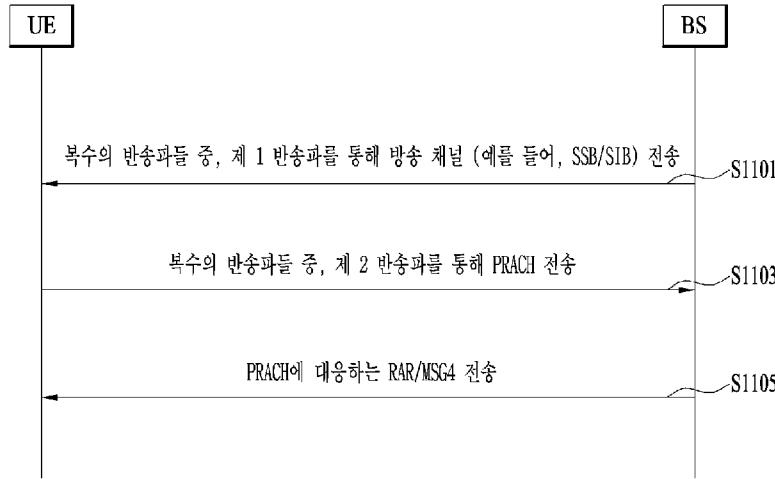 UE
BS
복수의 반송파들 중, 제 1 반송파를 통해 방송 채널 (예를 들어, SSB/SIB) 전송
S1101
복수의 반송파들 중, 제 2 반송파를 통해 PRACH 전송
S1103
PRACH에 대응하는 RAR/MSG4 전송
S1105